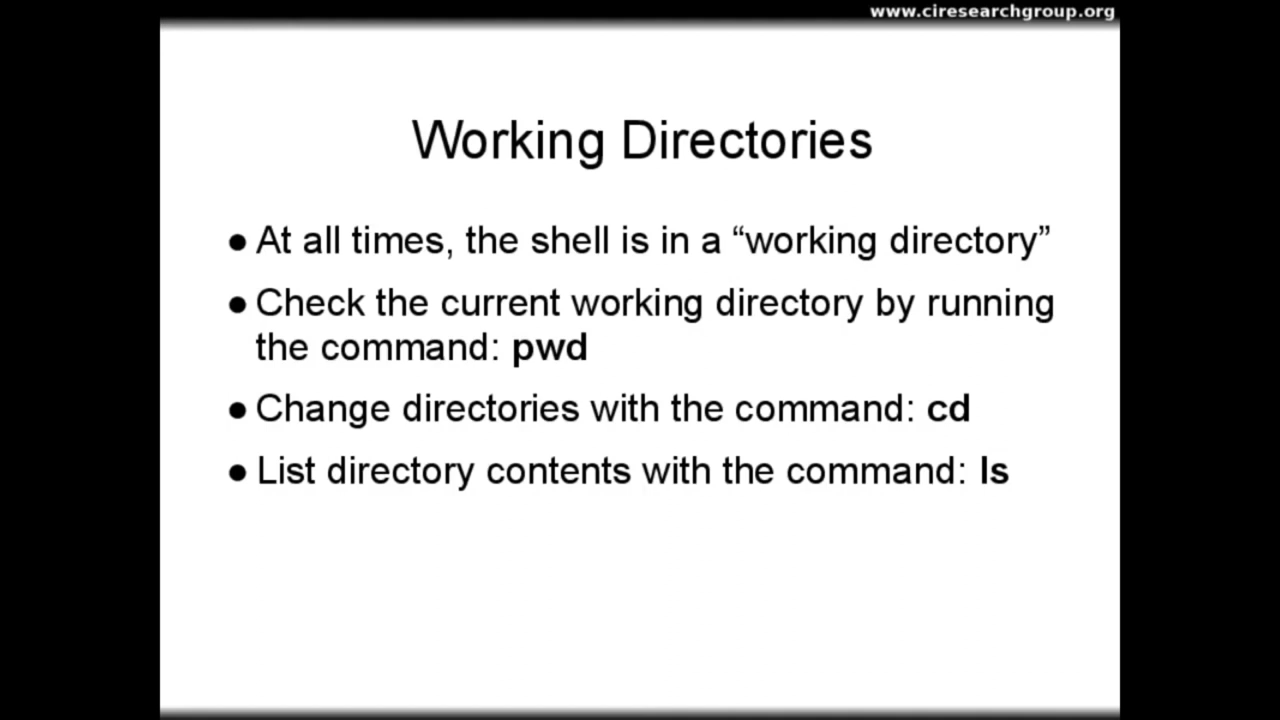 www.ciresearchgroup.org
Working Directories
● At all times, the shell is in a “working directory”
● Check the current working directory by running
the command: pwd
● Change directories with the command: cd
● List directory contents with the command: ls